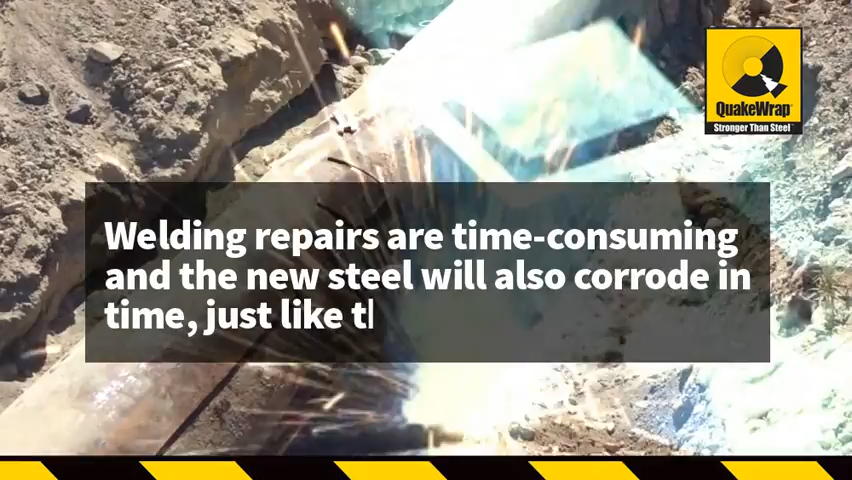 QuakeWrap
Stronger Than Steel
Welding repairs are time-consuming
and the new steel will also corrode in
time, just like t